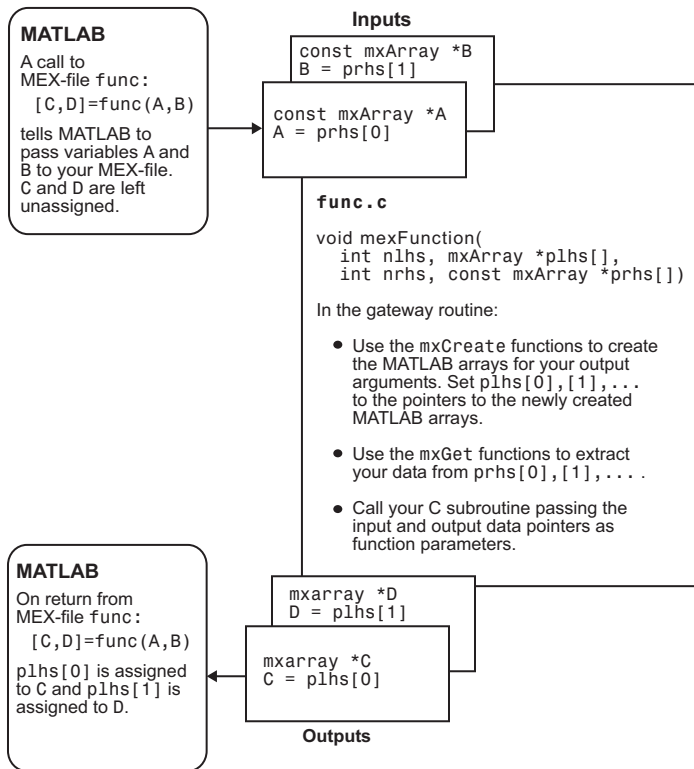 MATLAB
A call to
MEX-file func:
[C,D]=func(A,B)
tells MATLAB to
pass variables A and
B to your MEX-file.
C and D are left
unassigned.
Inputs
const mxArray *B
B = prhs[1]
const mxArray *A
A = prhs[0]
func.c
void mexFunction(
int nlhs, mxArray *plhs[],
int nrhs, const mxArray *prhs[])
In the gateway routine:
● Use the mxCreate functions to create
the MATLAB arrays for your output
arguments. Set plhs[0],[1],...
to the pointers to the newly created
MATLAB arrays.
● Use the mxGet functions to extract
your data from prhs[0],[1],... .
● Call your C subroutine passing the
input and output data pointers as
function parameters.
MATLAB
On return from
MEX-file func:
[C,D]=func(A,B)
plhs[0] is assigned
to C and plhs[1] is
assigned to D.
mxarray *D
D = plhs[1]
mxarray *C
C = plhs[0]
Outputs